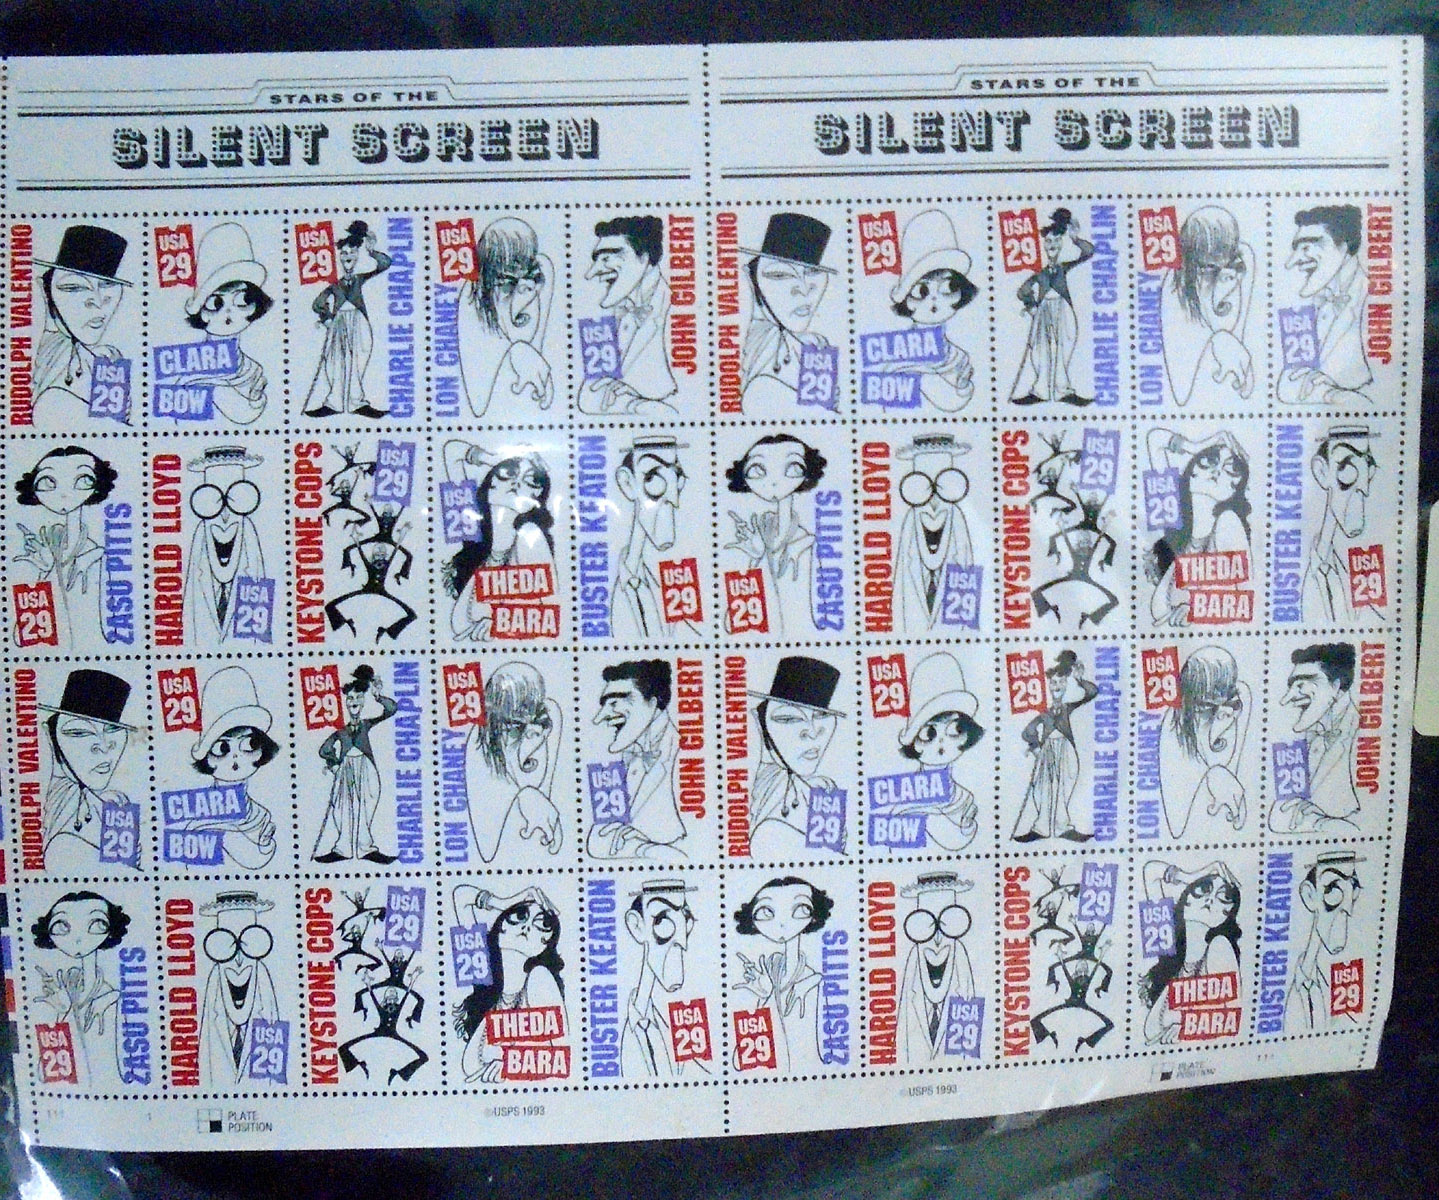 STARS OF THE
SILENT SCREEN
STARS OF THE
SILENT SCREEN
RUDOLPH VALENTINO
USA
29
USA
29
CLARA
BOW
USA
29
CHARLIE CHAPLIN
USA
29
LON CHANEY
USA
29
JOHN GILBERT
RUDOLPH VALENTINO
USA
29
USA
29
CLARA
BOW
USA
29
CHARLIE CHAPLIN
USA
29
LON CHANEY
USA
29
JOHN GILBERT
USA
29
ZASU PITTS
HAROLD LLOYD
USA
29
KEYSTONE COPS
USA
29
USA
29
THEDA
BARA
BUSTER KEATON
USA
29
USA
29
ZASU PITTS
HAROLD LLOYD
USA
29
KEYSTONE COPS
USA
29
USA
29
THEDA
BARA
BUSTER KEATON
USA
29
RUDOLPH VALENTINO
USA
29
USA
29
CLARA
BOW
USA
29
CHARLIE CHAPLIN
USA
29
LON CHANEY
USA
29
JOHN GILBERT
RUDOLPH VALENTINO
USA
29
USA
29
CLARA
BOW
USA
29
CHARLIE CHAPLIN
USA
29
LON CHANEY
USA
29
JOHN GILBERT
USA
29
ZASU PITTS
HAROLD LLOYD
USA
29
KEYSTONE COPS
USA
29
USA
29
THEDA
BARA
BUSTER KEATON
USA
29
USA
29
ZASU PITTS
HAROLD LLOYD
USA
29
KEYSTONE COPS
USA
29
USA
29
THEDA
BARA
BUSTER KEATON
USA
29
111 1
PLATE
POSITION
©USPS 1993
©USPS 1993
PLATE
POSITION